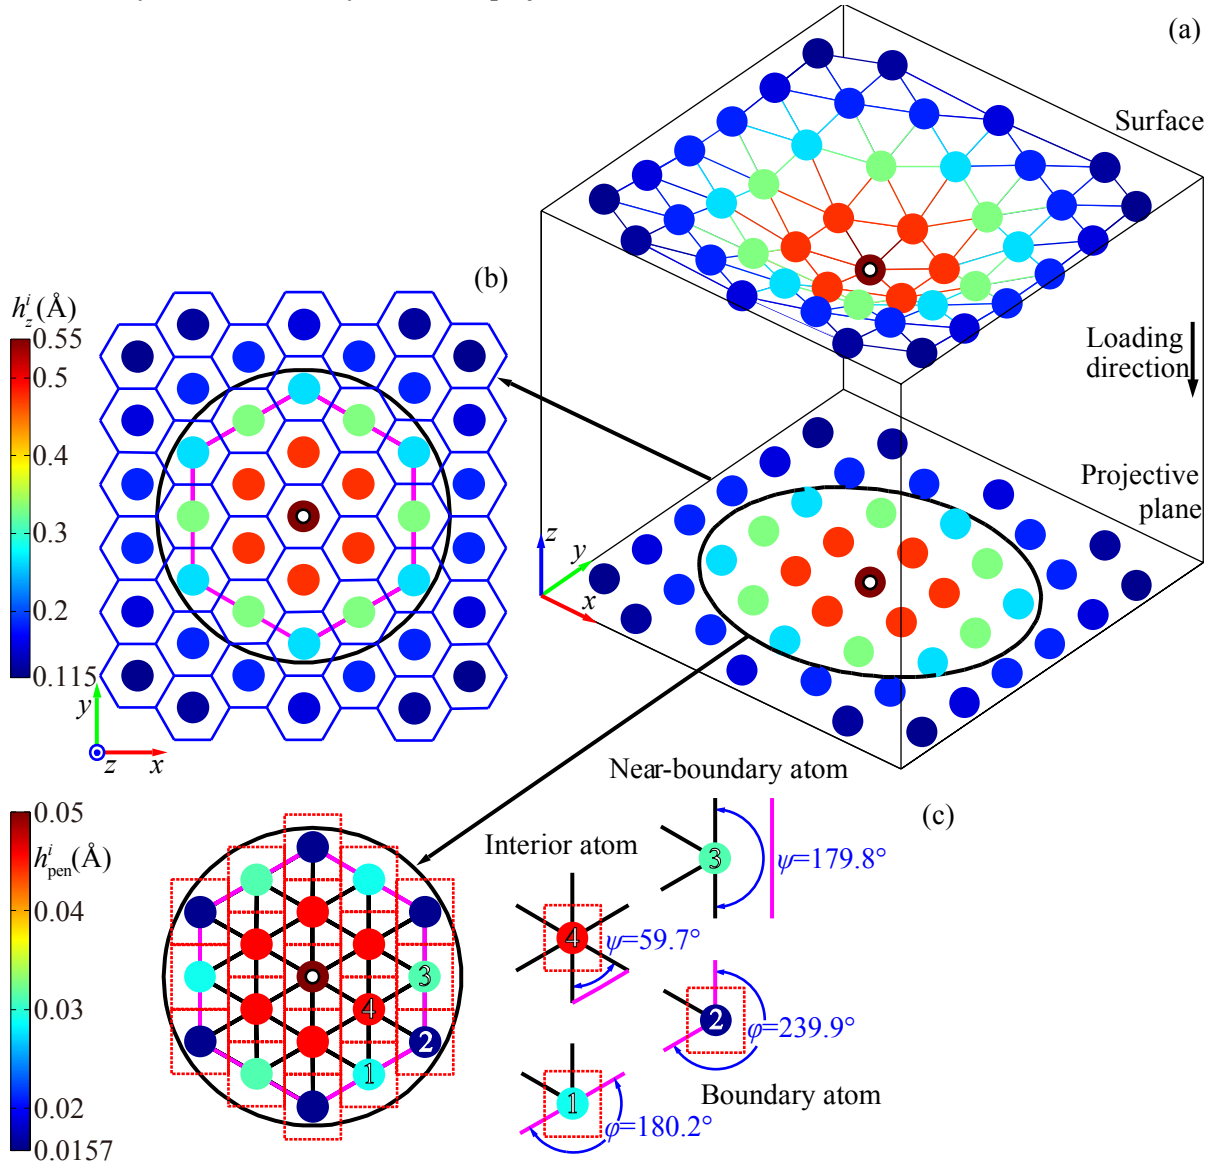 (a)
Surface
(b)
h_z^i(Å)
0.55
0.5
0.4
0.3
0.2
0.115
y
z
x
Loading
direction
Projective
plane
z
y
x
Near-boundary atom
(c)
0.05
h_pen^i(Å)
0.04
0.03
0.02
0.0157
3
4
2
1
Interior atom
4
ψ=59.7°
3
ψ=179.8°
2
φ=239.9°
1
φ=180.2°
Boundary atom